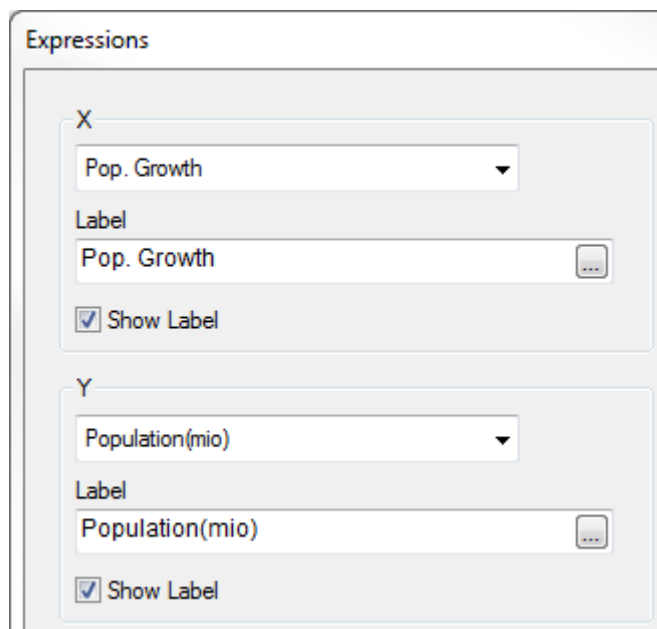 Expressions
X
Pop. Growth
Label
Pop. Growth
...
Show Label
Y
Population(mio)
Label
Population(mio)
...
Show Label